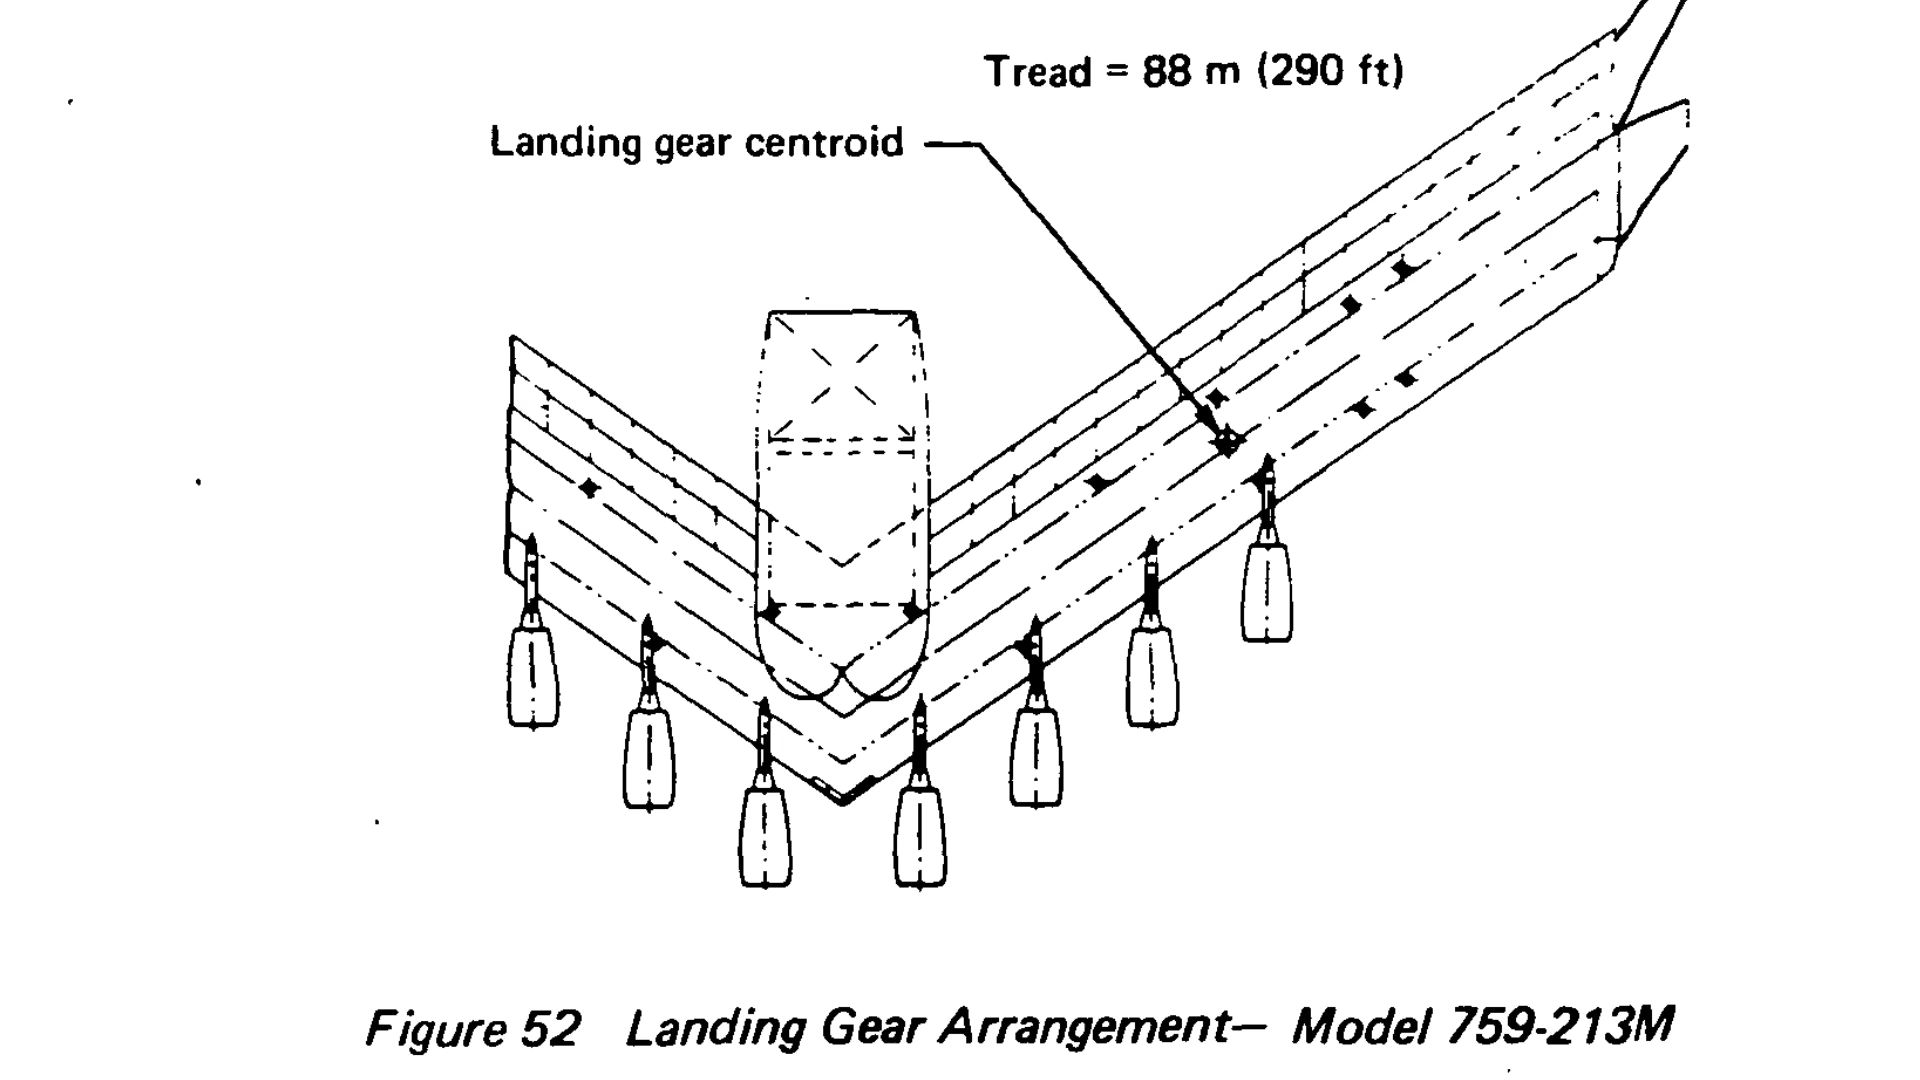 Tread = 88 m (290 ft)
Landing gear centroid
Figure 52 Landing Gear Arrangement— Model 759-213M